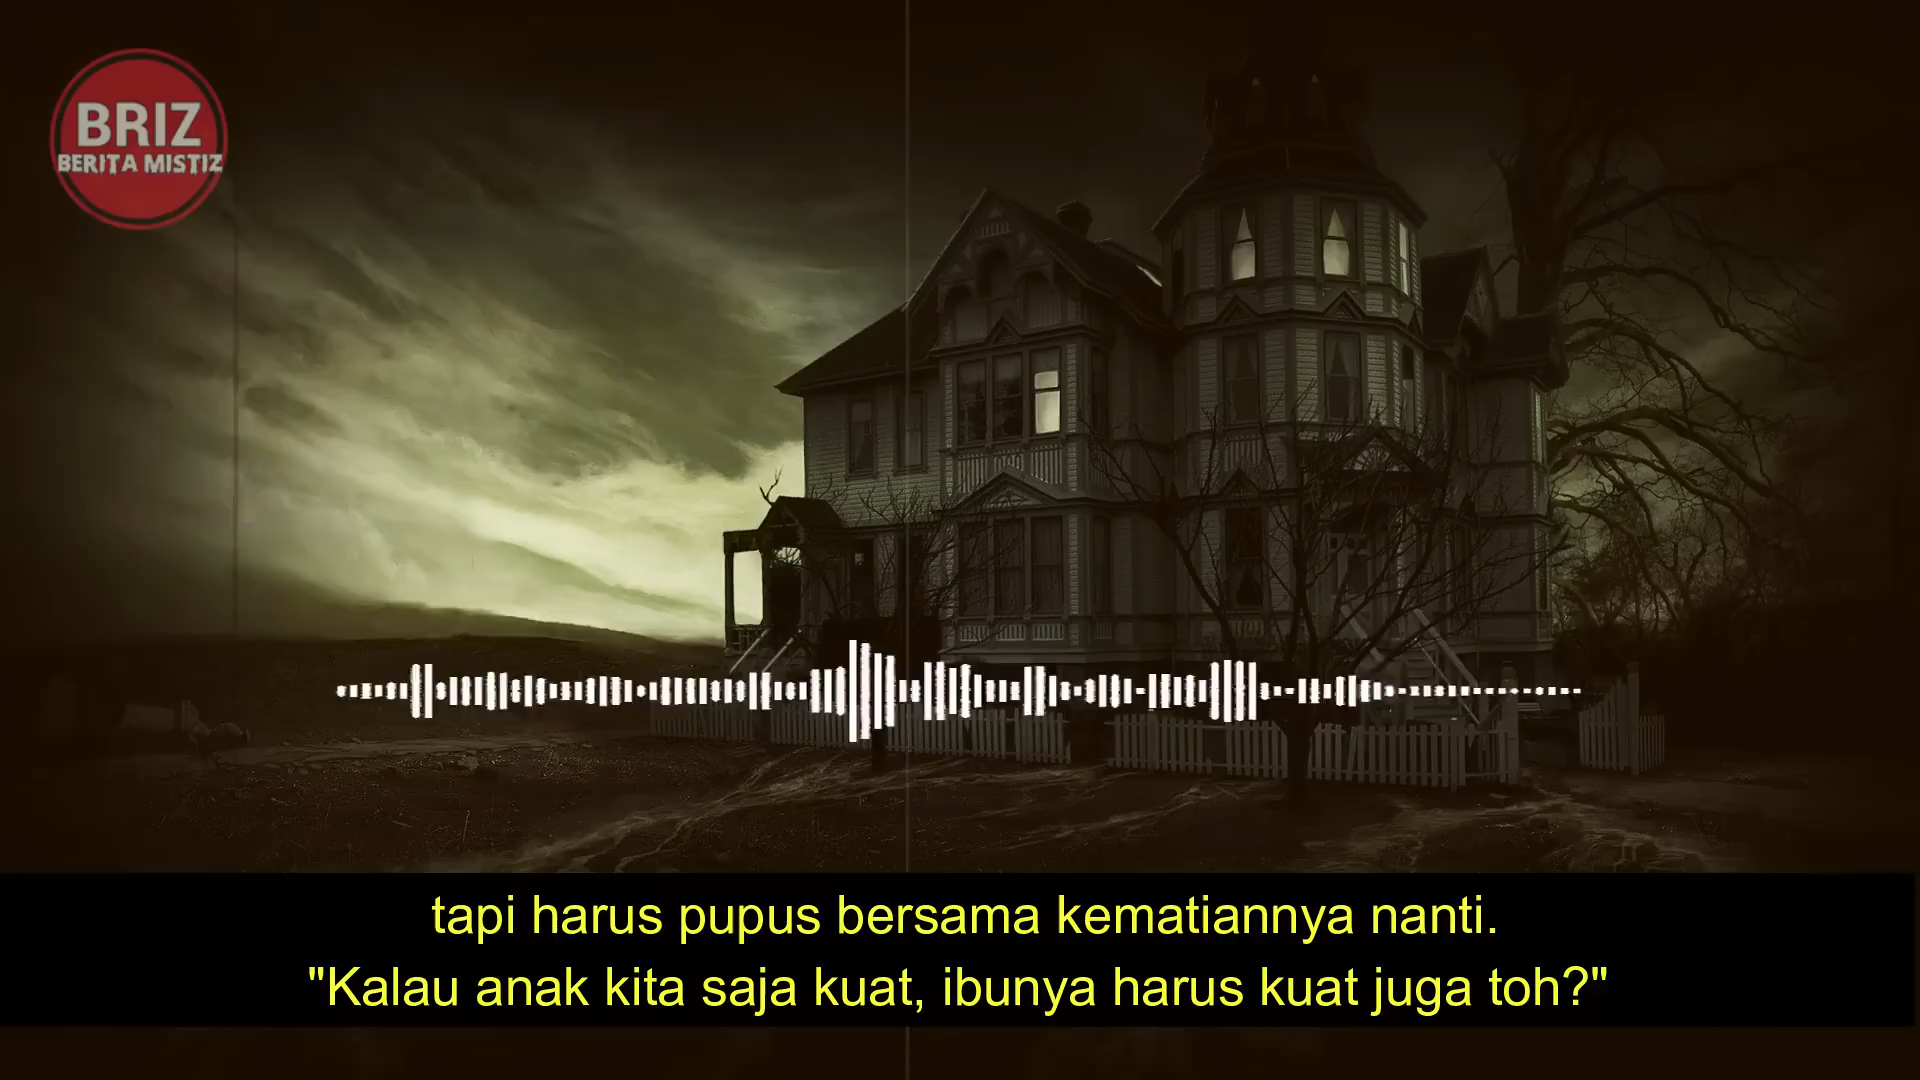 BRIZ
BERITA MISTIZ
tapi harus pupus bersama kematiannya nanti.
"Kalau anak kita saja kuat, ibunya harus kuat juga toh?"